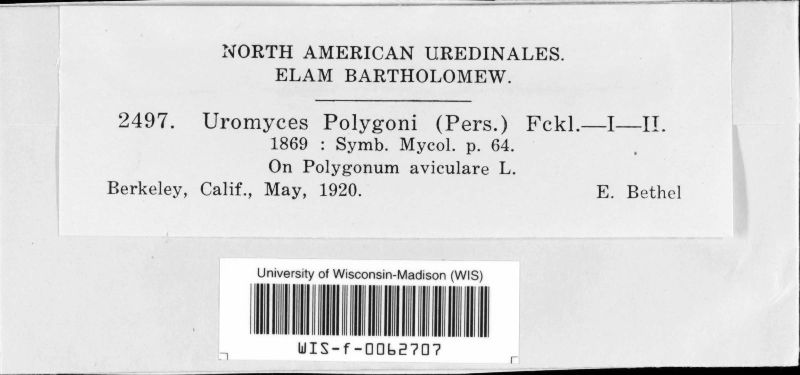 NORTH AMERICAN UREDINALES.
ELAM BARTHOLOMEW.
2497. Uromyces Polygoni (Pers.) Fckl.—I—II.
1869 : Symb. Mycol. p. 64.
On Polygonum aviculare L.
Berkeley, Calif., May, 1920. E. Bethel
University of Wisconsin-Madison (WIS)
WIS-f-0062707